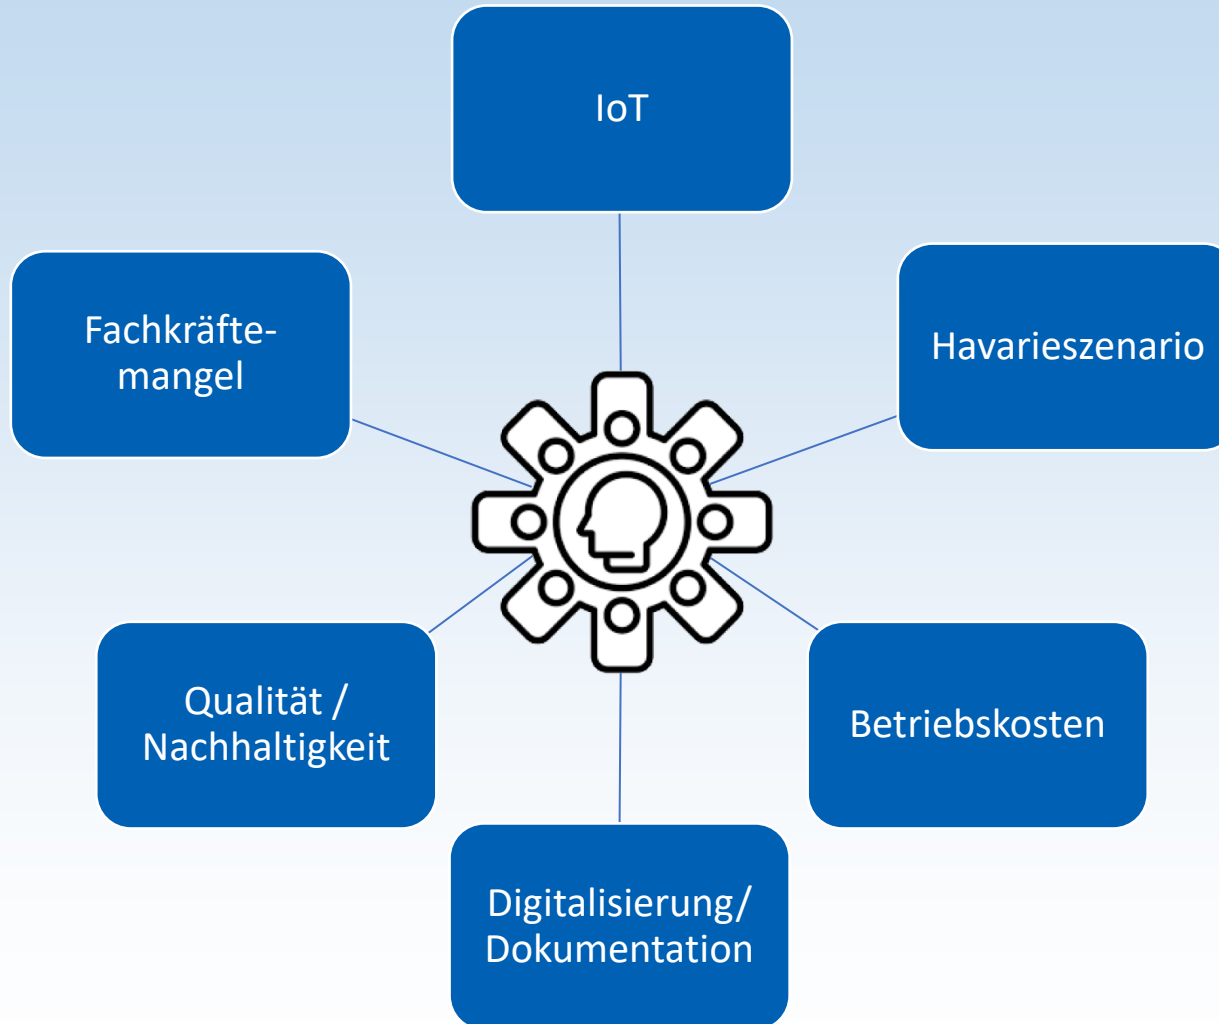 IoT
Fachkräfte-
mangel
Havarieszenario
Qualität /
Nachhaltigkeit
Betriebskosten
Digitalisierung/
Dokumentation